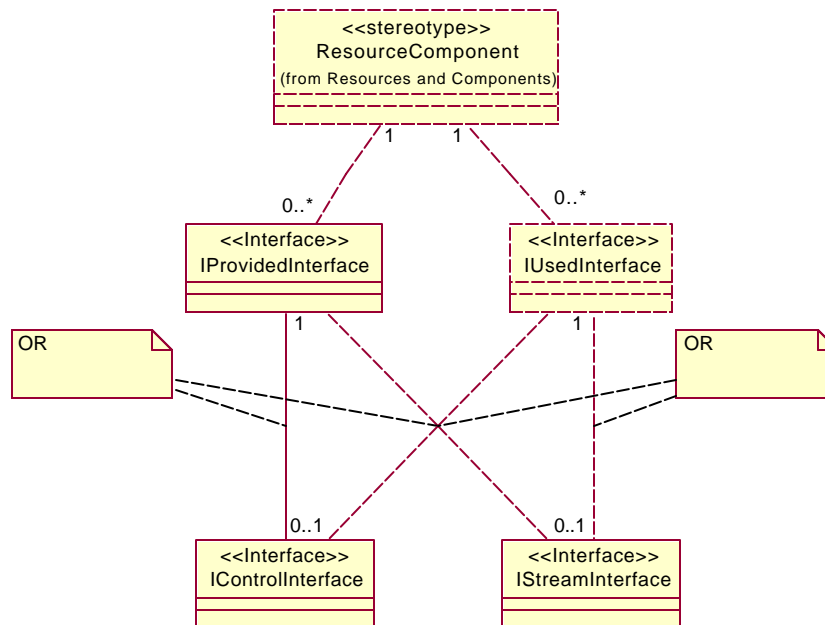 <<stereotype>>
ResourceComponent
(from Resources and Components)
1
1
0..*
0..*
<<Interface>>
IProvidedInterface
<<Interface>>
IUsedInterface
1
1
OR
OR
0..1
0..1
<<Interface>>
IControlInterface
<<Interface>>
IStreamInterface